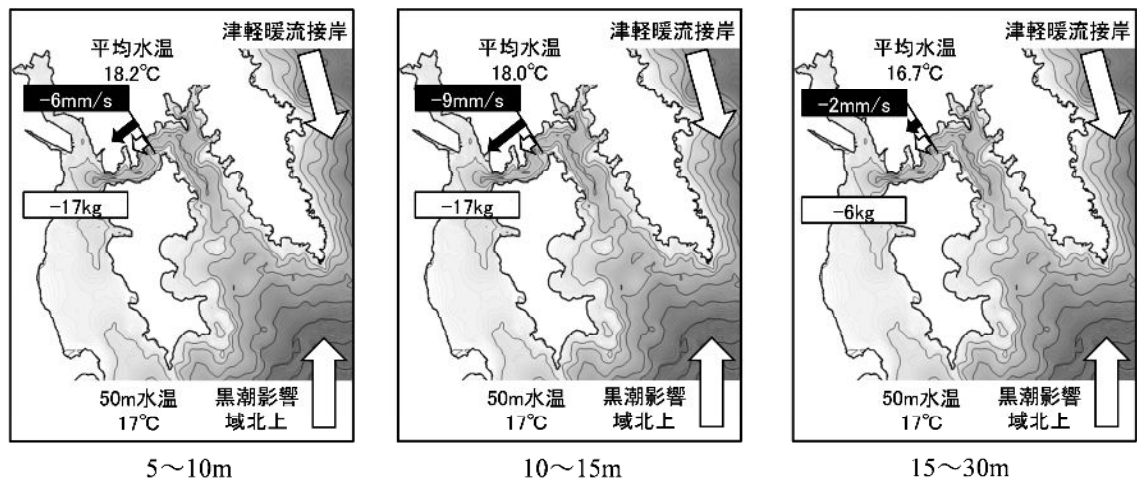 津軽暖流接岸
平均水温
18.2℃
-6mm/s
-17kg
50m水温
17℃
黒潮影響
域北上
5～10m
津軽暖流接岸
平均水温
18.0℃
-9mm/s
-17kg
50m水温
17℃
黒潮影響
域北上
10～15m
津軽暖流接岸
平均水温
16.7℃
-2mm/s
-6kg
50m水温
17℃
黒潮影響
域北上
15～30m